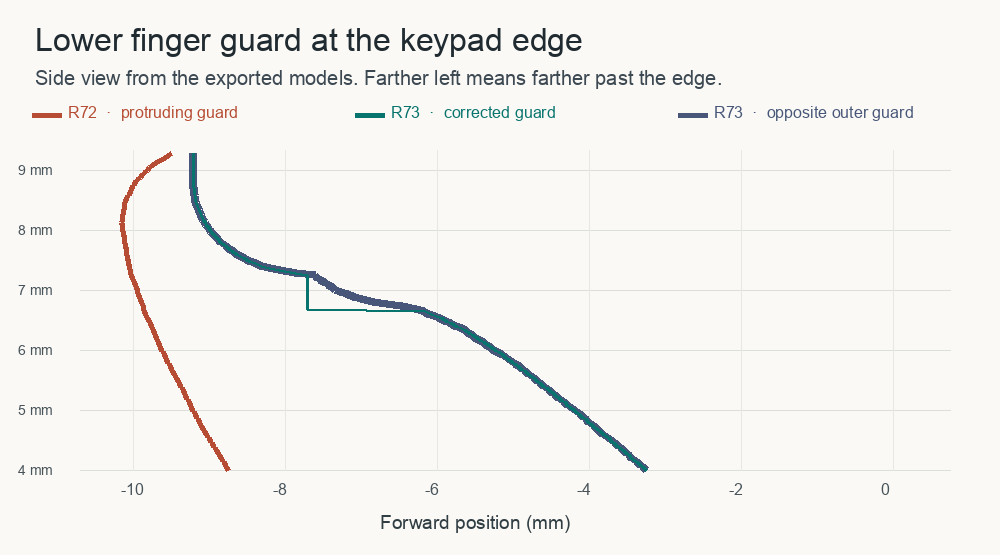 Lower finger guard at the keypad edge
Side view from the exported models. Farther left means farther past the edge.
R72 · protruding guard
R73 · corrected guard
R73 · opposite outer guard
9 mm
8 mm
7 mm
6 mm
5 mm
4 mm
-10
-8
-6
-4
-2
0
Forward position (mm)